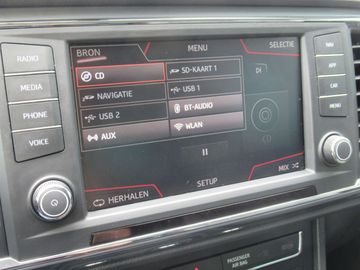 BRON MENU SELECTIE
RADIO
MEDIA
PHONE
VOICE
CD
SD-KAART 1
NAVIGATIE
USB 1
USB 2
BT-AUDIO
AUX
WLAN
CD
HERHALEN
SETUP
MIX
NAV
APP
CAR
MENU
PASSENGER
AIR BAG